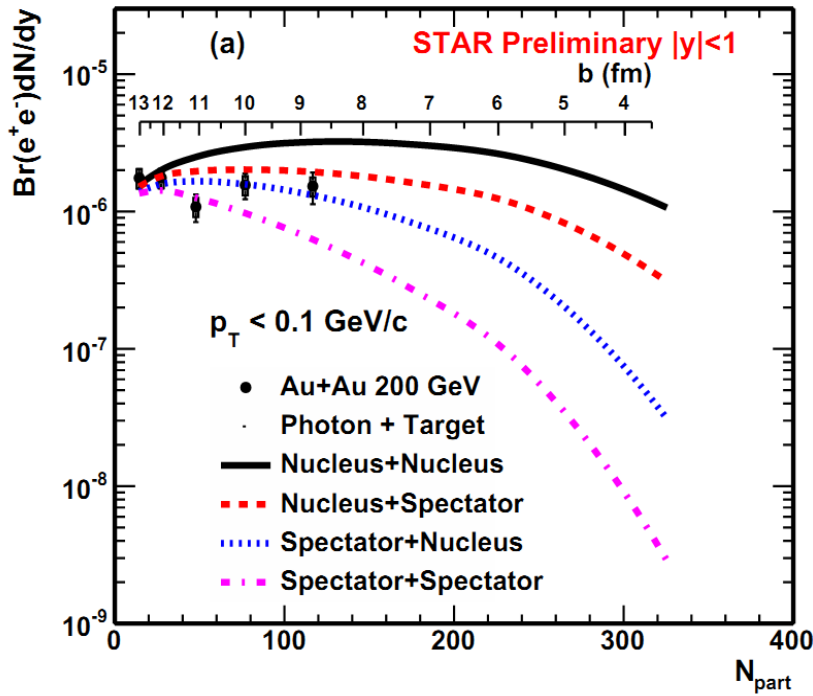 (a) STAR Preliminary |y|<1
b (fm)
13 12 11 10 9 8 7 6 5 4
10^-5
10^-6
10^-7
10^-8
10^-9
Br(e^+e^-)dN/dy
p_T < 0.1 GeV/c
Au+Au 200 GeV
Photon + Target
Nucleus+Nucleus
Nucleus+Spectator
Spectator+Nucleus
Spectator+Spectator
0 100 200 300 400
N_part